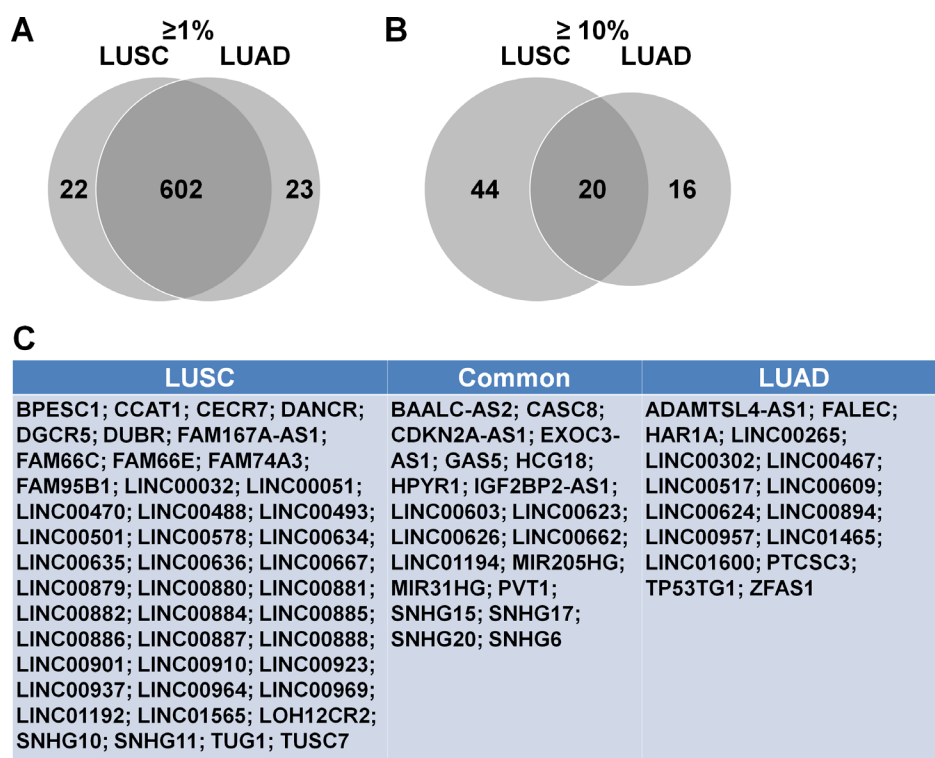 A
≥1%
LUSC LUAD
22 602 23
B
≥ 10%
LUSC LUAD
44 20 16
C
LUSC
BPESC1; CCAT1; CECR7; DANCR;
DGCR5; DUBR; FAM167A-AS1;
FAM66C; FAM66E; FAM74A3;
FAM95B1; LINC00032; LINC00051;
LINC00470; LINC00488; LINC00493;
LINC00501; LINC00578; LINC00634;
LINC00635; LINC00636; LINC00667;
LINC00879; LINC00880; LINC00881;
LINC00882; LINC00884; LINC00885;
LINC00886; LINC00887; LINC00888;
LINC00901; LINC00910; LINC00923;
LINC00937; LINC00964; LINC00969;
LINC01192; LINC01565; LOH12CR2;
SNHG10; SNHG11; TUG1; TUSC7
Common
BAALC-AS2; CASC8;
CDKN2A-AS1; EXOC3-
AS1; GAS5; HCG18;
HPYR1; IGF2BP2-AS1;
LINC00603; LINC00623;
LINC00626; LINC00662;
LINC01194; MIR205HG;
MIR31HG; PVT1;
SNHG15; SNHG17;
SNHG20; SNHG6
LUAD
ADAMTSL4-AS1; FALEC;
HAR1A; LINC00265;
LINC00302; LINC00467;
LINC00517; LINC00609;
LINC00624; LINC00894;
LINC00957; LINC01465;
LINC01600; PTCSC3;
TP53TG1; ZFAS1